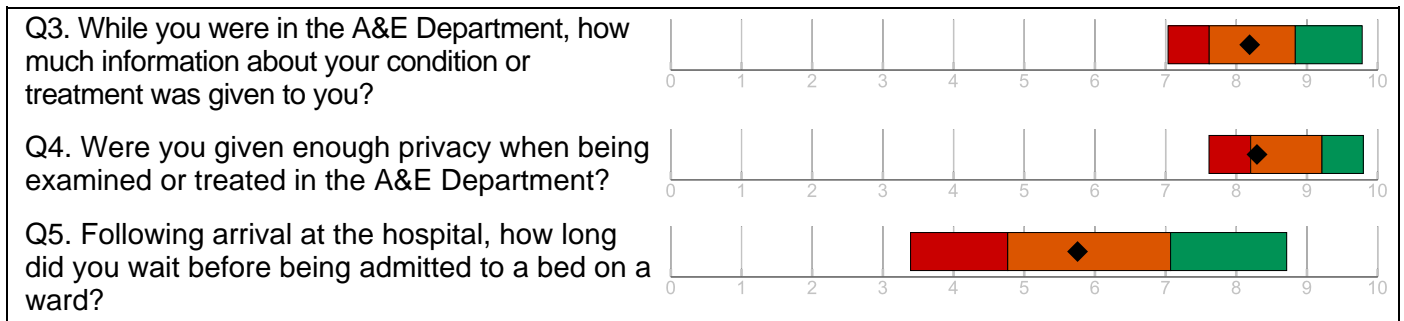 Q3. While you were in the A&E Department, how
much information about your condition or
treatment was given to you?
0 1 2 3 4 5 6 7 8 9 10
Q4. Were you given enough privacy when being
examined or treated in the A&E Department?
0 1 2 3 4 5 6 7 8 9 10
Q5. Following arrival at the hospital, how long
did you wait before being admitted to a bed on a
ward?
0 1 2 3 4 5 6 7 8 9 10